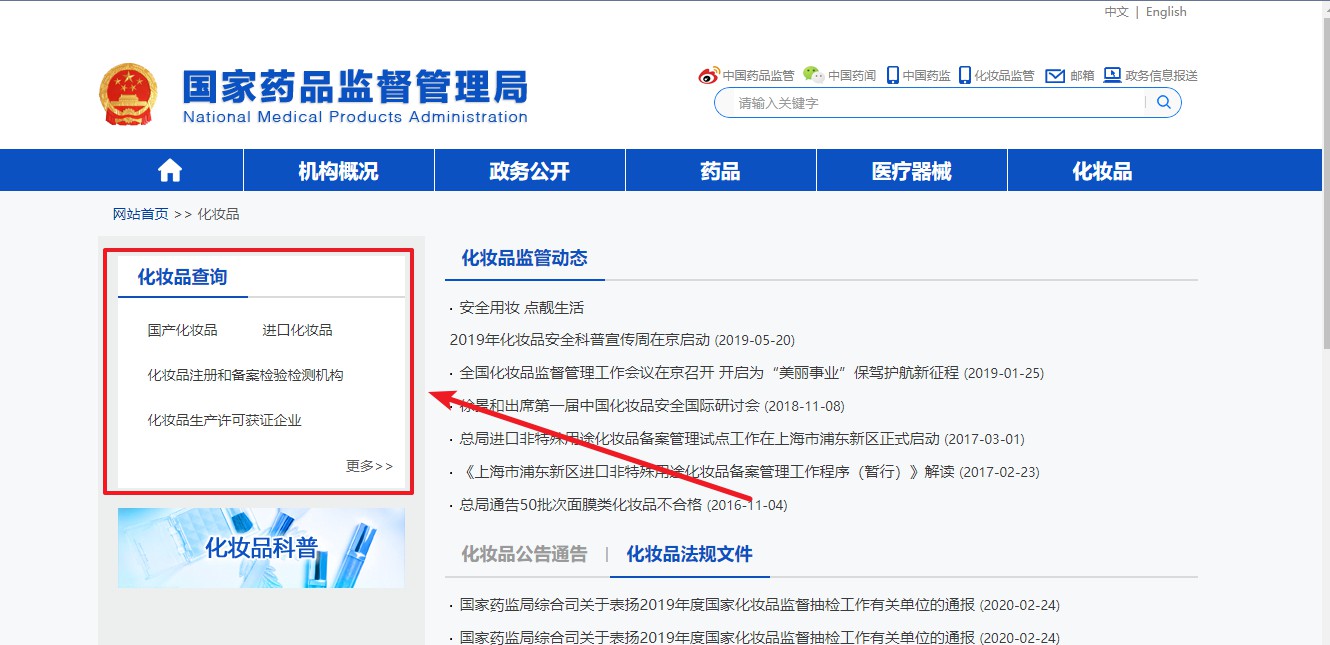 中文 | English
国家药品监督管理局
National Medical Products Administration
中国药品监管 中国药闻 中国药监 化妆品监管 邮箱 政务信息报送
请输入关键字
机构概况 政务公开 药品 医疗器械 化妆品
网站首页 >> 化妆品
化妆品查询
国产化妆品 进口化妆品
化妆品注册和备案检验检测机构
化妆品生产许可获证企业
更多>>
化妆品科普
化妆品监管动态
· 安全用妆 点靓生活
2019年化妆品安全科普宣传周在京启动 (2019-05-20)
· 全国化妆品监督管理工作会议在京召开 开启为“美丽事业”保驾护航新征程 (2019-01-25)
· 徐景和出席第一届中国化妆品安全国际研讨会 (2018-11-08)
· 总局进口非特殊用途化妆品备案管理试点工作在上海市浦东新区正式启动 (2017-03-01)
· 《上海市浦东新区进口非特殊用途化妆品备案管理工作程序（暂行）》解读 (2017-02-23)
· 总局通告50批次面膜类化妆品不合格 (2016-11-04)
化妆品公告通告 | 化妆品法规文件
· 国家药监局综合司关于表扬2019年度国家化妆品监督抽检工作有关单位的通报 (2020-02-24)
· 国家药监局综合司关于表扬2019年度国家化妆品监督抽检工作有关单位的通报 (2020-02-24)